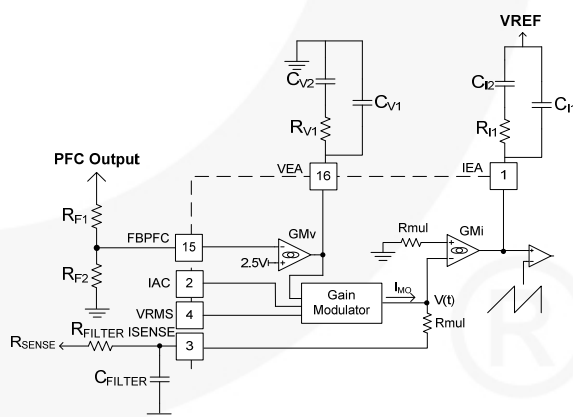 VREF
CV2
CV1
RV1
CI2
CI1
RI1
PFC Output
VEA
16
IEA
1
RF1
FBPFC
15
GMv
2.5V
RF2
Rmul
GMi
IAC
2
VRMS
4
Gain
Modulator
IMO
V(t)
Rmul
ISENSE
3
RSENSE
RFILTER
CFILTER
®